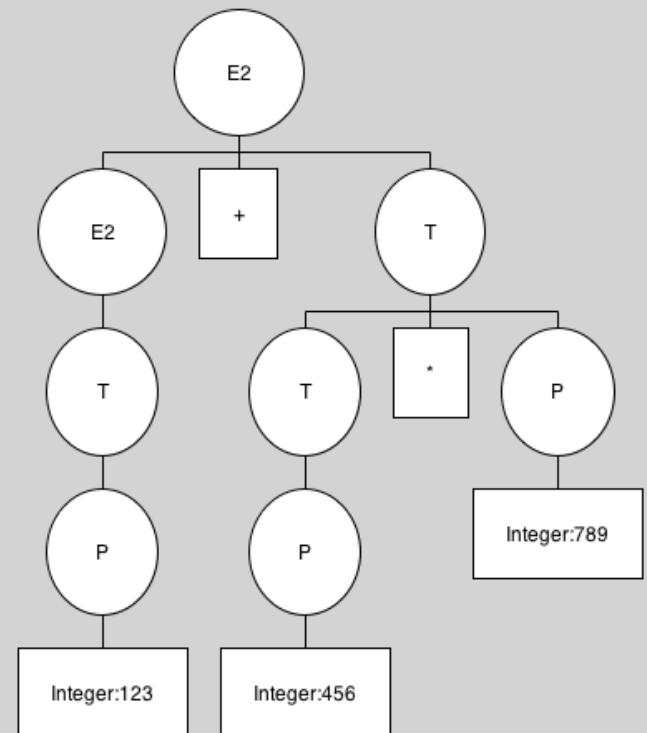 E2
E2
+
T
T
T
*
P
P
P
Integer:789
Integer:123
Integer:456